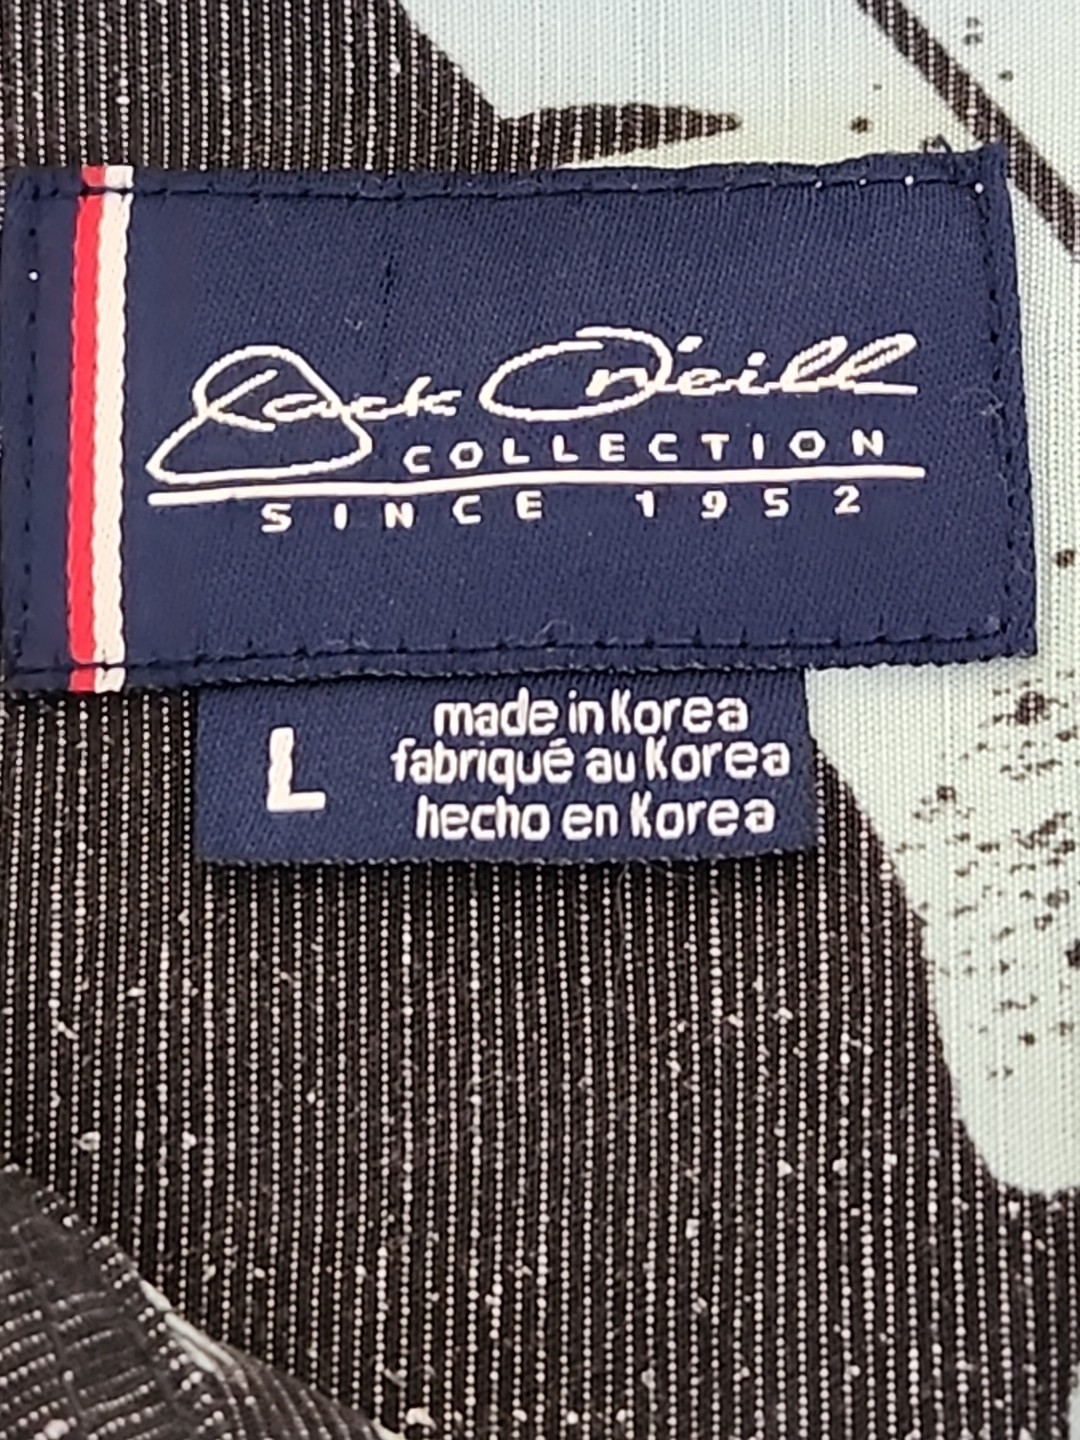 Jack O'Neill
COLLECTION
SINCE 1952
L
made in Korea
fabriqué au Korea
hecho en Korea